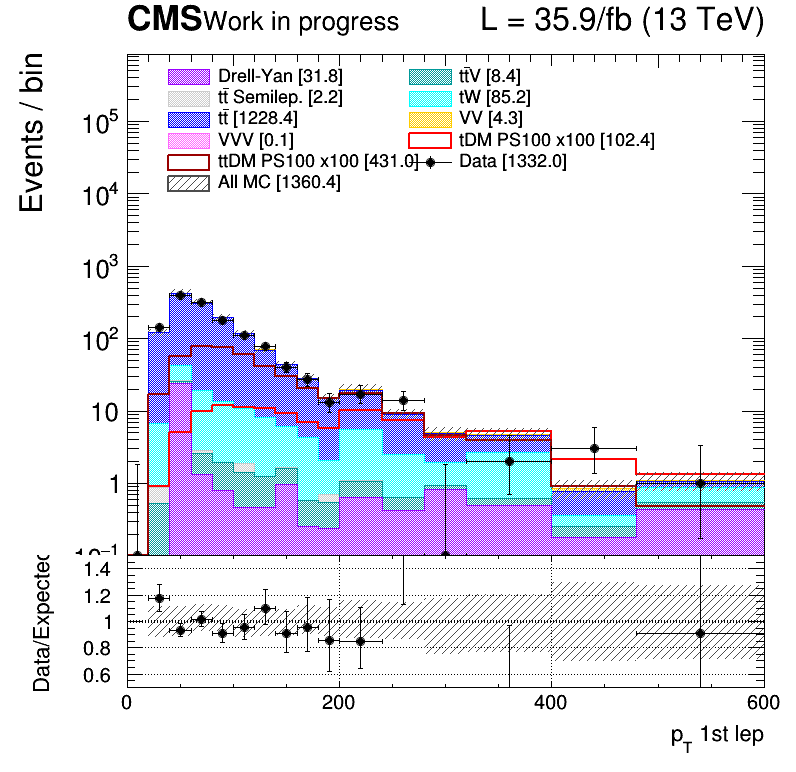 CMS Work in progress L = 35.9/fb (13 TeV)
Events / bin
Drell-Yan [31.8] tt̄V [8.4]
tt̄ Semilep. [2.2] tW [85.2]
tt̄ [1228.4] VV [4.3]
VVV [0.1] tDM PS100 x100 [102.4]
ttDM PS100 x100 [431.0] Data [1332.0]
All MC [1360.4]
10⁵
10⁴
10³
10²
10
1
10⁻¹
Data/Expected
1.4
1.2
1
0.8
0.6
0 200 400 600
p_T 1st lep